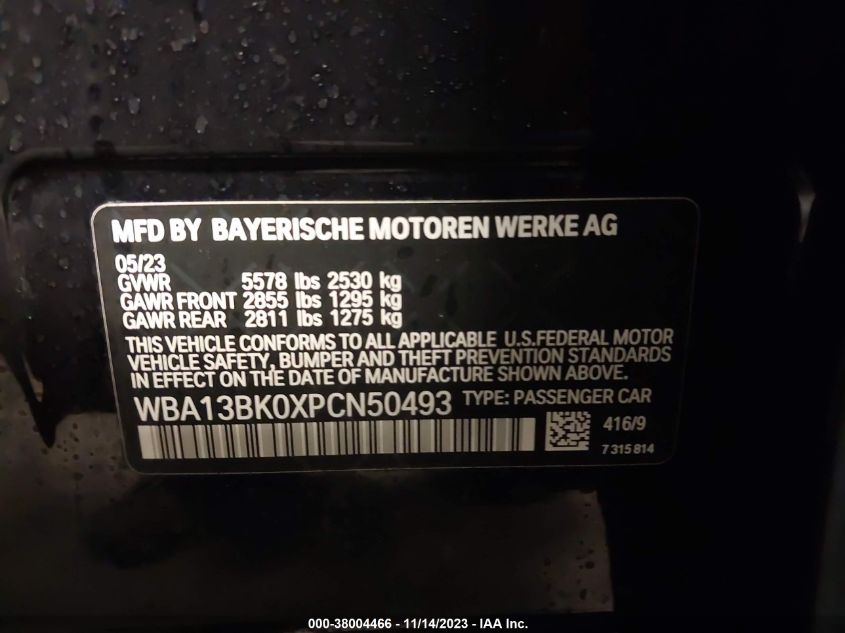 MFD BY BAYERISCHE MOTOREN WERKE AG
05/23
GVWR 5578 lbs 2530 kg
GAWR FRONT 2855 lbs 1295 kg
GAWR REAR 2811 lbs 1275 kg
THIS VEHICLE CONFORMS TO ALL APPLICABLE U.S.FEDERAL MOTOR
VEHICLE SAFETY, BUMPER AND THEFT PREVENTION STANDARDS
IN EFFECT ON THE DATE OF MANUFACTURE SHOWN ABOVE.
WBA13BK0XPCN50493 TYPE: PASSENGER CAR
416/9
7 315 814
000-38004466 - 11/14/2023 - IAA Inc.